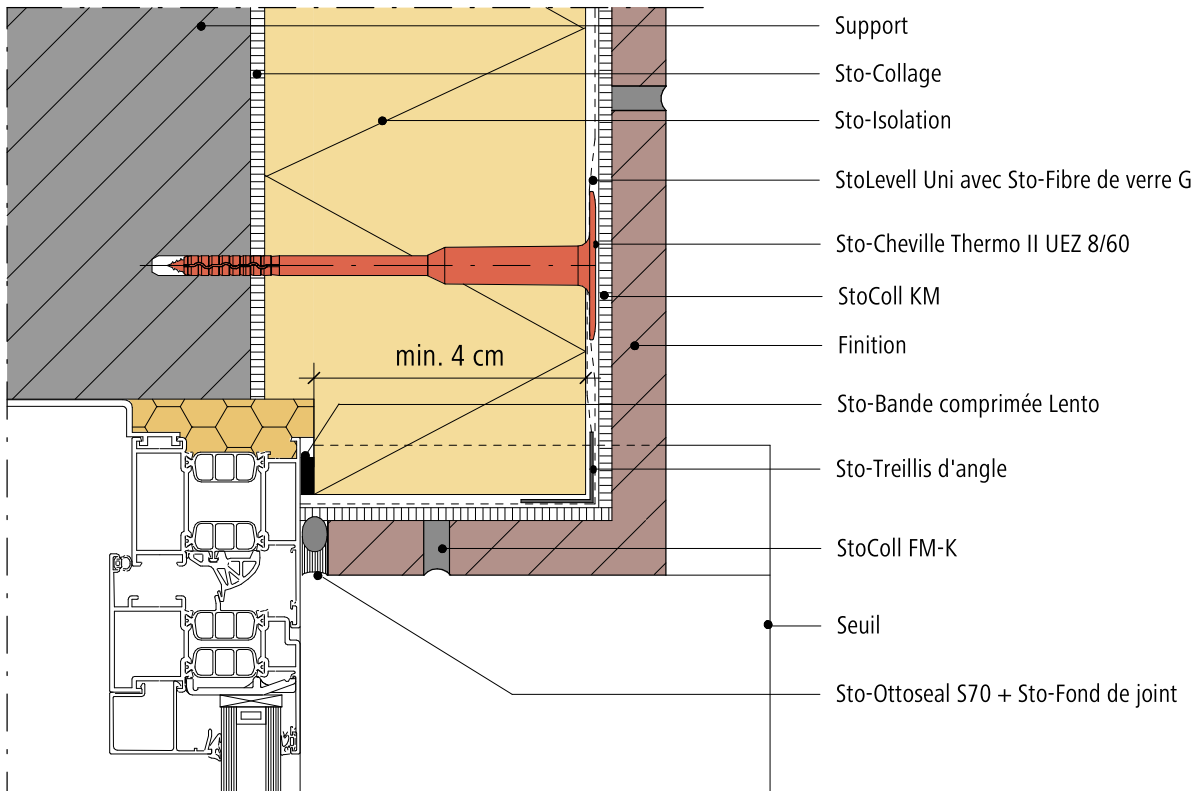 Support
Sto-Collage
Sto-Isolation
StoLevell Uni avec Sto-Fibre de verre G
Sto-Cheville Thermo II UEZ 8/60
StoColl KM
Finition
min. 4 cm
Sto-Bande comprimée Lento
Sto-Treillis d'angle
StoColl FM-K
Seuil
Sto-Ottoseal S70 + Sto-Fond de joint